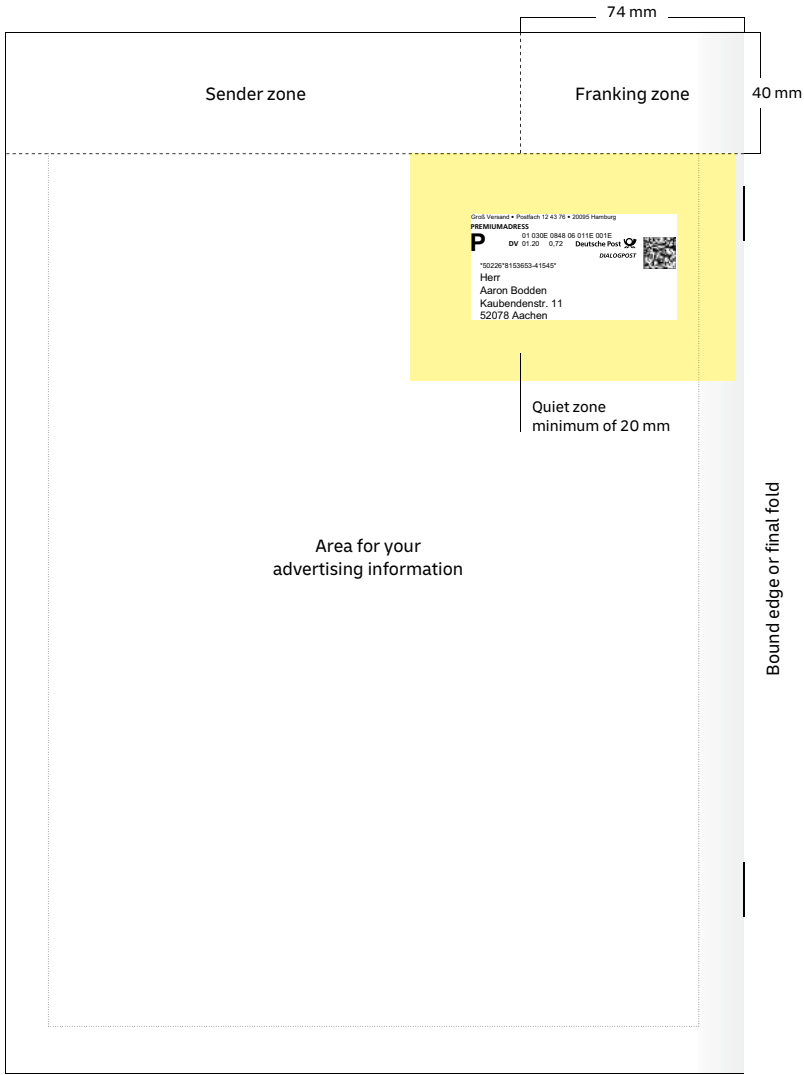 74 mm
Sender zone
Franking zone
40 mm
Groß Versand • Postfach 12 43 76 • 20095 Hamburg
PREMIUMADRESS
P
01 030E 0848 06 011E 001E
DV 01.20 0,72 Deutsche Post
DIALOGPOST
*50226*8153653-41545*
Herr
Aaron Bodden
Kaubendenstr. 11
52078 Aachen
Quiet zone
minimum of 20 mm
Area for your
advertising information
Bound edge or final fold